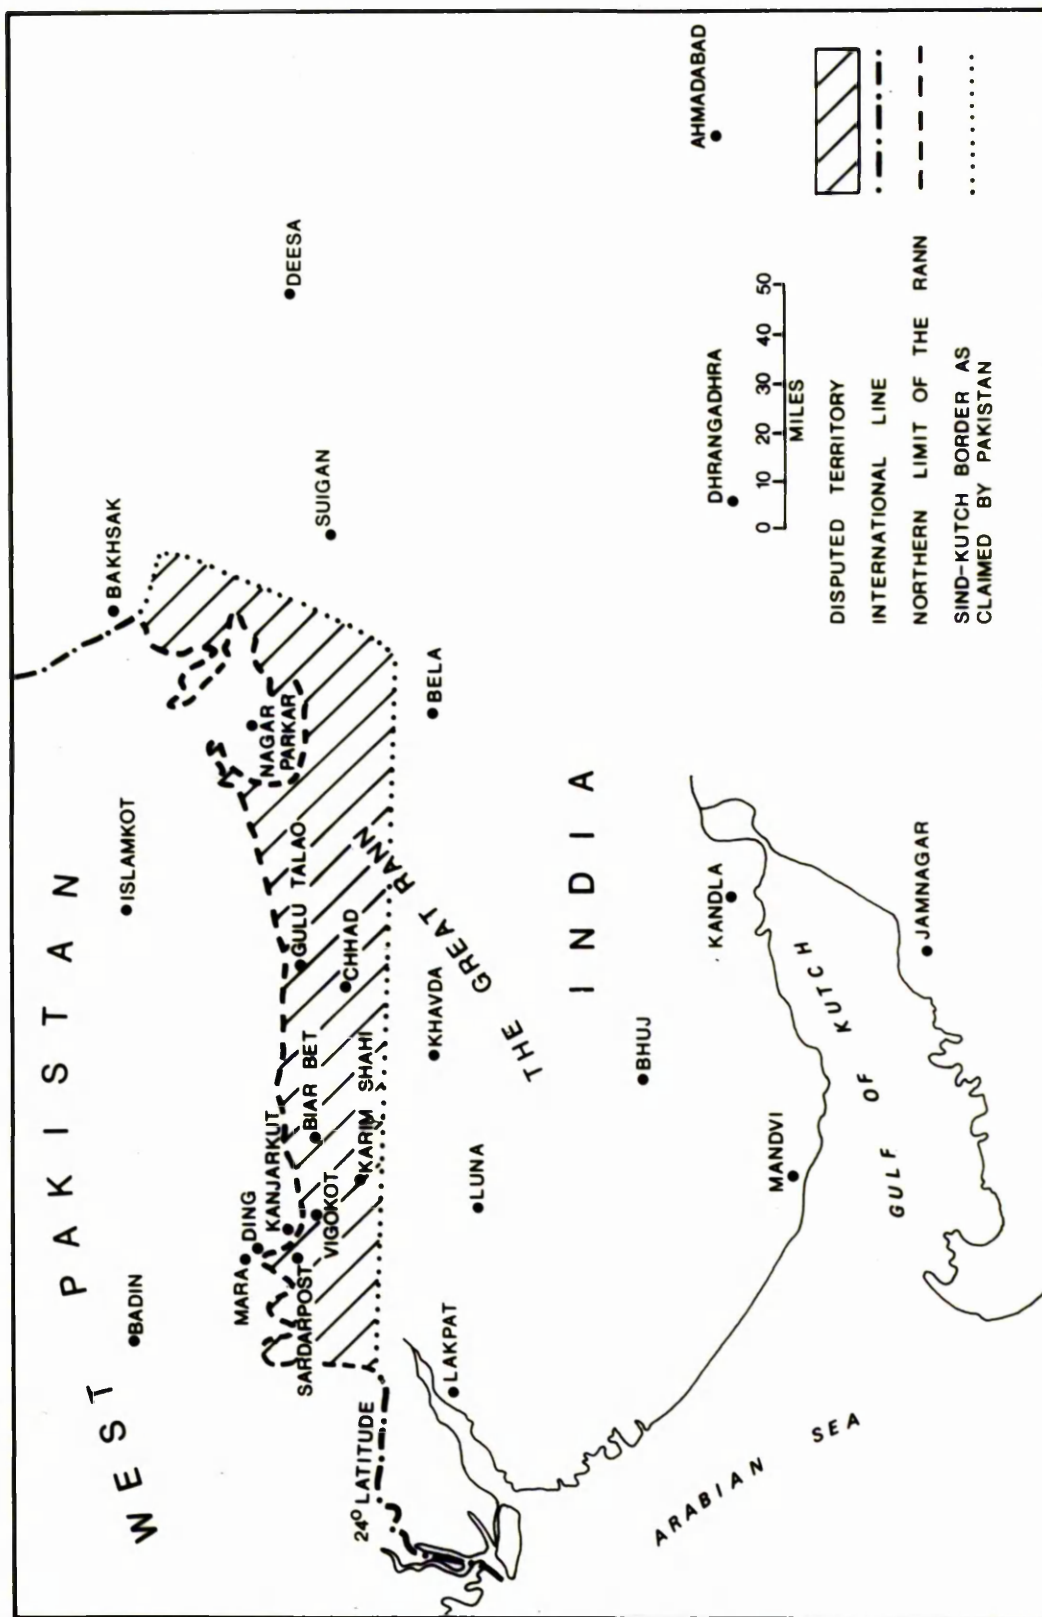 WEST PAKISTAN
BADIN
ISLAMKOT
BAKHSAK
MARA
DING
KANJARKUT
SARDARPOST
VIGOKOT
BIAR BET
KARIM SHAHI
GULU TALAO
CHHAD
NAGAR
PARKAR
SUIGAN
DEESA
24⁰ LATITUDE
LAKPAT
LUNA
KHAVDA
BELA
THE GREAT RANN
INDIA
BHUJ
MANDVI
KANDLA
DHRANGADHRA
AHMADABAD
JAMNAGAR
GULF OF KUTCH
ARABIAN SEA
0 10 20 30 40 50
MILES
DISPUTED TERRITORY
INTERNATIONAL LINE
NORTHERN LIMIT OF THE RANN
SIND-KUTCH BORDER AS
CLAIMED BY PAKISTAN